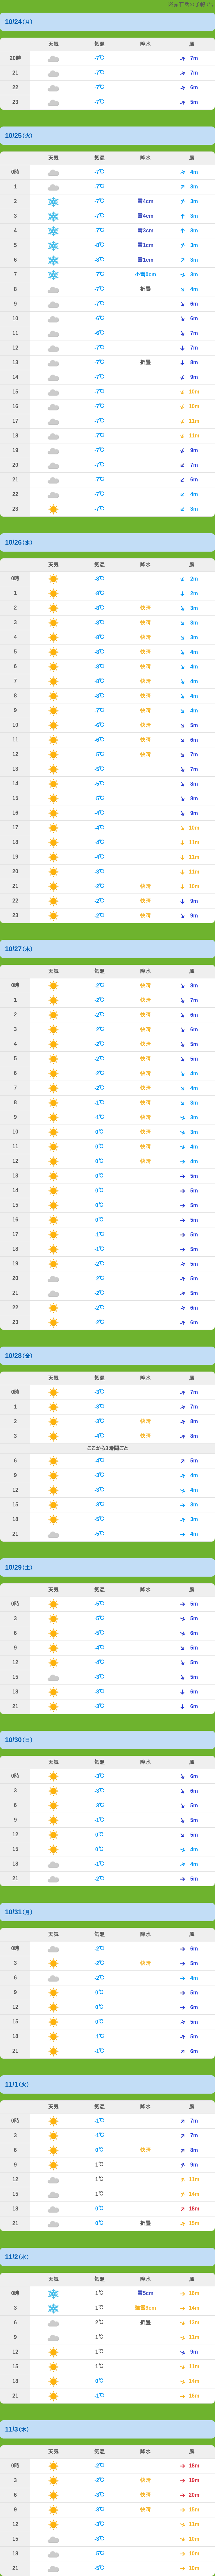 10/24（月）
天気 気温 降水 風
20時 -7℃ 7m
21 -7℃ 7m
22 -7℃ 6m
23 -7℃ 5m
10/25（火）
天気 気温 降水 風
0時 -7℃ 4m
1 -7℃ 3m
2 -7℃ 雪4cm 3m
3 -7℃ 雪4cm 3m
4 -7℃ 雪3cm 3m
5 -8℃ 雪1cm 3m
6 -8℃ 雪1cm 3m
7 -7℃ 小雪0cm 3m
8 -7℃ 折畳 4m
9 -7℃ 6m
10 -6℃ 6m
11 -6℃ 7m
12 -7℃ 7m
13 -7℃ 折畳 8m
14 -7℃ 9m
15 -7℃ 10m
16 -7℃ 10m
17 -7℃ 11m
18 -7℃ 11m
19 -7℃ 9m
20 -7℃ 7m
21 -7℃ 6m
22 -7℃ 4m
23 -7℃ 3m
10/26（水）
天気 気温 降水 風
0時 -8℃ 2m
1 -8℃ 2m
2 -8℃ 快晴 3m
3 -8℃ 快晴 3m
4 -8℃ 快晴 3m
5 -8℃ 快晴 4m
6 -8℃ 快晴 4m
7 -8℃ 快晴 4m
8 -8℃ 快晴 4m
9 -7℃ 快晴 4m
10 -6℃ 快晴 5m
11 -6℃ 快晴 6m
12 -5℃ 快晴 7m
13 -5℃ 7m
14 -5℃ 8m
15 -5℃ 8m
16 -4℃ 9m
17 -4℃ 10m
18 -4℃ 11m
19 -4℃ 11m
20 -3℃ 11m
21 -2℃ 快晴 10m
22 -2℃ 快晴 9m
23 -2℃ 快晴 9m
10/27（木）
天気 気温 降水 風
0時 -2℃ 快晴 8m
1 -2℃ 快晴 7m
2 -2℃ 快晴 6m
3 -2℃ 快晴 6m
4 -2℃ 快晴 5m
5 -2℃ 快晴 5m
6 -2℃ 快晴 4m
7 -2℃ 快晴 4m
8 -1℃ 快晴 3m
9 -1℃ 快晴 3m
10 0℃ 快晴 3m
11 0℃ 快晴 4m
12 0℃ 快晴 4m
13 0℃ 5m
14 0℃ 5m
15 0℃ 5m
16 0℃ 5m
17 -1℃ 5m
18 -1℃ 5m
19 -2℃ 5m
20 -2℃ 5m
21 -2℃ 5m
22 -2℃ 6m
23 -2℃ 6m
10/28（金）
天気 気温 降水 風
0時 -3℃ 7m
1 -3℃ 7m
2 -3℃ 快晴 8m
3 -4℃ 快晴 8m
ここから3時間ごと
6 -4℃ 5m
9 -3℃ 4m
12 -3℃ 4m
15 -3℃ 3m
18 -5℃ 3m
21 -5℃ 4m
10/29（土）
天気 気温 降水 風
0時 -5℃ 5m
3 -5℃ 5m
6 -5℃ 6m
9 -4℃ 5m
12 -4℃ 5m
15 -3℃ 5m
18 -3℃ 6m
21 -3℃ 6m
10/30（日）
天気 気温 降水 風
0時 -3℃ 6m
3 -3℃ 6m
6 -3℃ 5m
9 -1℃ 5m
12 0℃ 5m
15 0℃ 4m
18 -1℃ 4m
21 -2℃ 5m
10/31（月）
天気 気温 降水 風
0時 -2℃ 6m
3 -2℃ 快晴 5m
6 -2℃ 4m
9 0℃ 5m
12 0℃ 6m
15 0℃ 5m
18 -1℃ 5m
21 -1℃ 6m
11/1（火）
天気 気温 降水 風
0時 -1℃ 7m
3 -1℃ 7m
6 0℃ 快晴 8m
9 1℃ 9m
12 1℃ 11m
15 1℃ 14m
18 0℃ 18m
21 0℃ 折畳 15m
11/2（水）
天気 気温 降水 風
0時 1℃ 雪5cm 16m
3 1℃ 14m
6 2℃ 折畳 13m
9 1℃ 11m
12 1℃ 9m
15 1℃ 11m
18 0℃ 14m
21 -1℃ 16m
11/3（木）
天気 気温 降水 風
0時 -2℃ 18m
3 -2℃ 快晴 19m
6 -3℃ 快晴 20m
9 -3℃ 快晴 15m
12 -3℃ 11m
15 -3℃ 10m
18 -5℃ 10m
21 -5℃ 10m